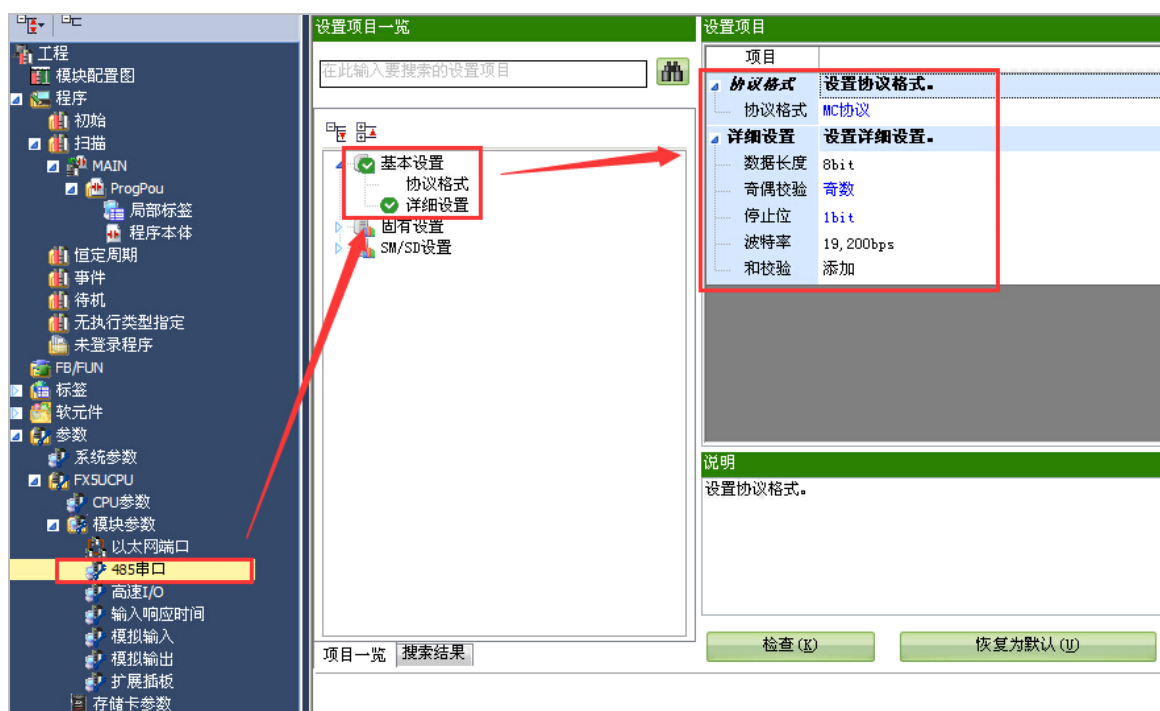 工程
模块配置图
程序
初始
扫描
MAIN
ProgPou
局部标签
程序本体
恒定周期
事件
待机
无执行类型指定
未登录程序
FB/FUN
标签
软元件
参数
系统参数
FX5UCPU
CPU参数
模块参数
以太网端口
485串口
高速I/O
输入响应时间
模拟输入
模拟输出
扩展插板
存储卡参数
设置项目一览
在此输入要搜索的设置项目
基本设置
协议格式
详细设置
固有设置
SM/SD设置
项目一览 搜索结果
设置项目
项目
协议格式 设置协议格式。
协议格式 MC协议
详细设置 设置详细设置。
数据长度 8bit
奇偶校验 奇数
停止位 1bit
波特率 19,200bps
和校验 添加
说明
设置协议格式。
检查(K) 恢复为默认(U)